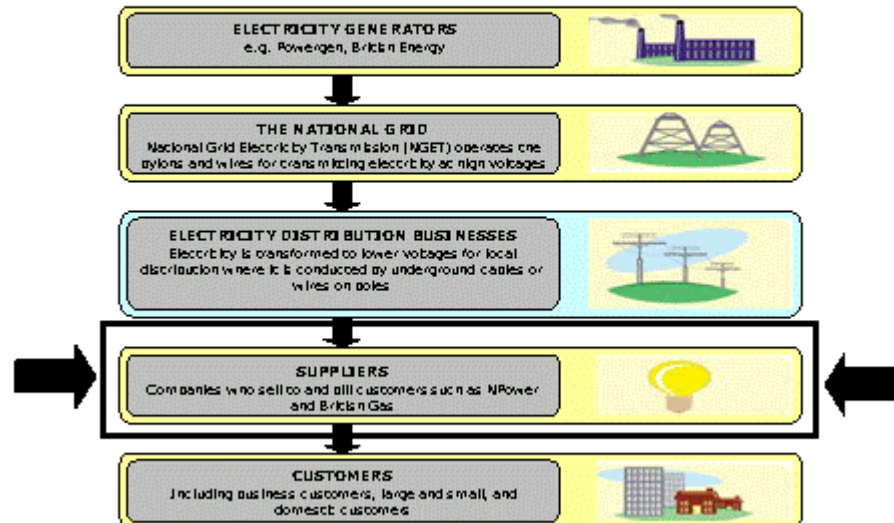 ELECTRICITY GENERATORS
e.g. Powergen, British Energy
THE NATIONAL GRID
National Grid Electricity Transmission (NGET) operates the
pylons and wires for transmitting electricity at high voltages
ELECTRICITY DISTRIBUTION BUSINESSES
Electricity is transformed to lower voltages for local
distribution where it is conducted by underground cables or
wires on poles
SUPPLIERS
Companies who sell to and bill customers such as NPower
and British Gas
CUSTOMERS
Including business customers, large and small, and
domestic customers